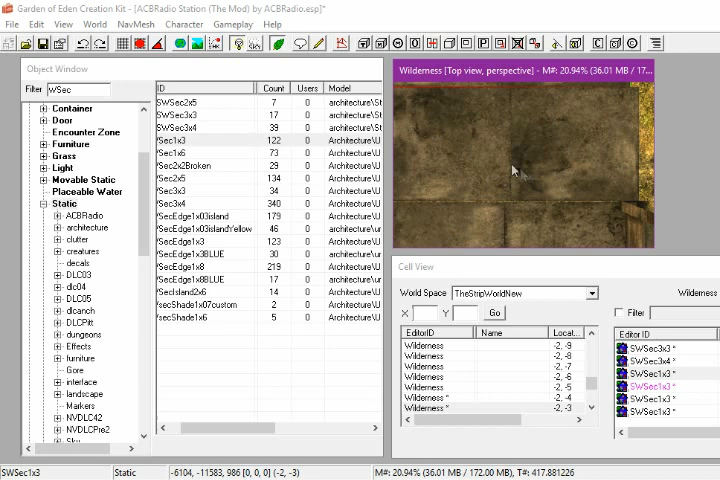 Garden of Eden Creation Kit - [ACBRadio Station (The Mod) by ACBRadio.esp]*
File Edit View World NavMesh Character Gameplay Help
Object Window
Filter wSec
Container
Door
Encounter Zone
Furniture
Grass
Light
Movable Static
Placeable Water
Static
ACBRadio
architecture
clutter
creatures
decals
DLC03
dlc04
DLC05
dlcanch
DLCPitt
dungeons
Effects
furniture
Gore
interface
landscape
Markers
NVDLC42
NVDLCPre2
Sky
ID Count Users Model
SWSec2x5 7 0 architecture\St
SWSec3x3 17 0 architecture\St
SWSec3x4 39 0 architecture\St
/Sec1x3 122 0 Architecture\U
/Sec1x6 73 0 Architecture\U
/Sec2x2Broken 29 0 Architecture\U
/Sec2x5 134 0 Architecture\U
/Sec3x3 34 0 Architecture\U
/Sec3x4 340 0 Architecture\U
/SecEdge1x03island 179 0 architecture\ur
/SecEdge1x03islandYellow 46 0 architecture\ur
/SecEdge1x3 123 0 Architecture\U
/SecEdge1x3BLUE 30 0 architecture\ur
/SecEdge1x8 219 0 Architecture\U
/SecEdge1x8BLUE 17 0 architecture\ur
/SecIsland2x6 14 0 Architecture\U
/secShade1x07custom 2 0 Architecture\U
/secShade1x6 5 0 Architecture\U
Wilderness [Top view, perspective] - M#: 20.94% (36.01 MB / 17...
Cell View
World Space TheStripWorldNew Wilderness
X Y Go Filter
EditorID Name Locat...
Wilderness -2, -9
Wilderness -2, -8
Wilderness -2, -7
Wilderness -2, -6
Wilderness -2, -5
Wilderness * -2, -4
Wilderness * -2, -3
Editor ID
SWSec3x3 *
SWSec3x4 *
SWSec1x3 *
SWSec1x3 *
SWSec1x3 *
SWSec1x3 *
SWSec1x3 Static -6104, -11583, 986 [0, 0, 0] (-2, -3) M#: 20.94% (36.01 MB / 172.00 MB), T#: 417.881226